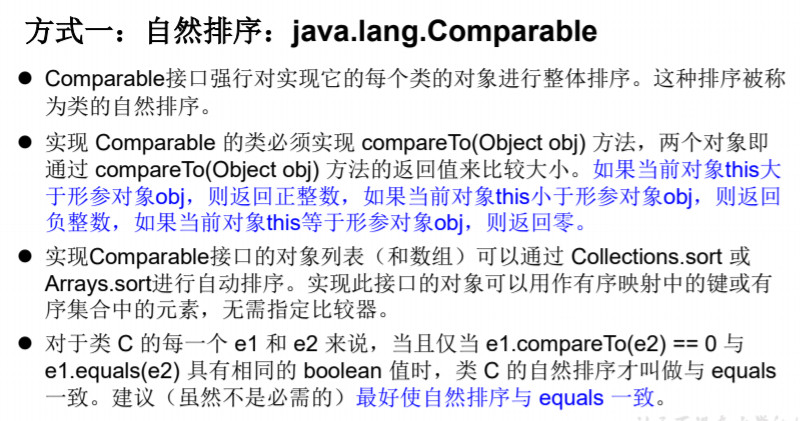 方式一：自然排序：java.lang.Comparable
● Comparable接口强行对实现它的每个类的对象进行整体排序。这种排序被称
为类的自然排序。
● 实现 Comparable 的类必须实现 compareTo(Object obj) 方法，两个对象即
通过 compareTo(Object obj) 方法的返回值来比较大小。如果当前对象this大
于形参对象obj，则返回正整数，如果当前对象this小于形参对象obj，则返回
负整数，如果当前对象this等于形参对象obj，则返回零。
● 实现Comparable接口的对象列表（和数组）可以通过 Collections.sort 或
Arrays.sort进行自动排序。实现此接口的对象可以用作有序映射中的键或有
序集合中的元素，无需指定比较器。
● 对于类 C 的每一个 e1 和 e2 来说，当且仅当 e1.compareTo(e2) == 0 与
e1.equals(e2) 具有相同的 boolean 值时，类 C 的自然排序才叫做与 equals
一致。建议（虽然不是必需的）最好使自然排序与 equals 一致。